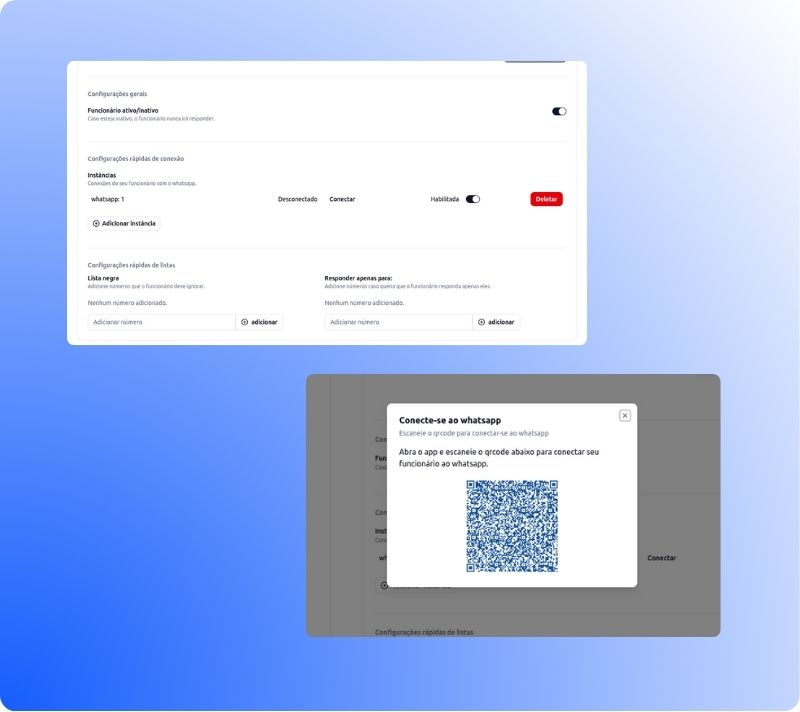 Configurações gerais
Funcionário ativo/inativo
Caso esteja inativo, o funcionário nunca irá responder.
Configurações rápidas de conexão
Instâncias
Conexões do seu funcionário com o whatsapp.
whatsapp: 1 Desconectado Conectar Habilitada Deletar
Adicionar instância
Configurações rápidas de listas
Lista negra Responder apenas para:
Adicione números que o funcionário deve ignorar. Adicione números caso queira que o funcionário responda apenas eles.
Nenhum número adicionado. Nenhum número adicionado.
Adicionar número adicionar Adicionar número adicionar
Conecte-se ao whatsapp
Escaneie o qrcode para conectar-se ao whatsapp
Abra o app e escaneie o qrcode abaixo para conectar seu
funcionário ao whatsapp.
Conectar
Configurações rápidas de listas